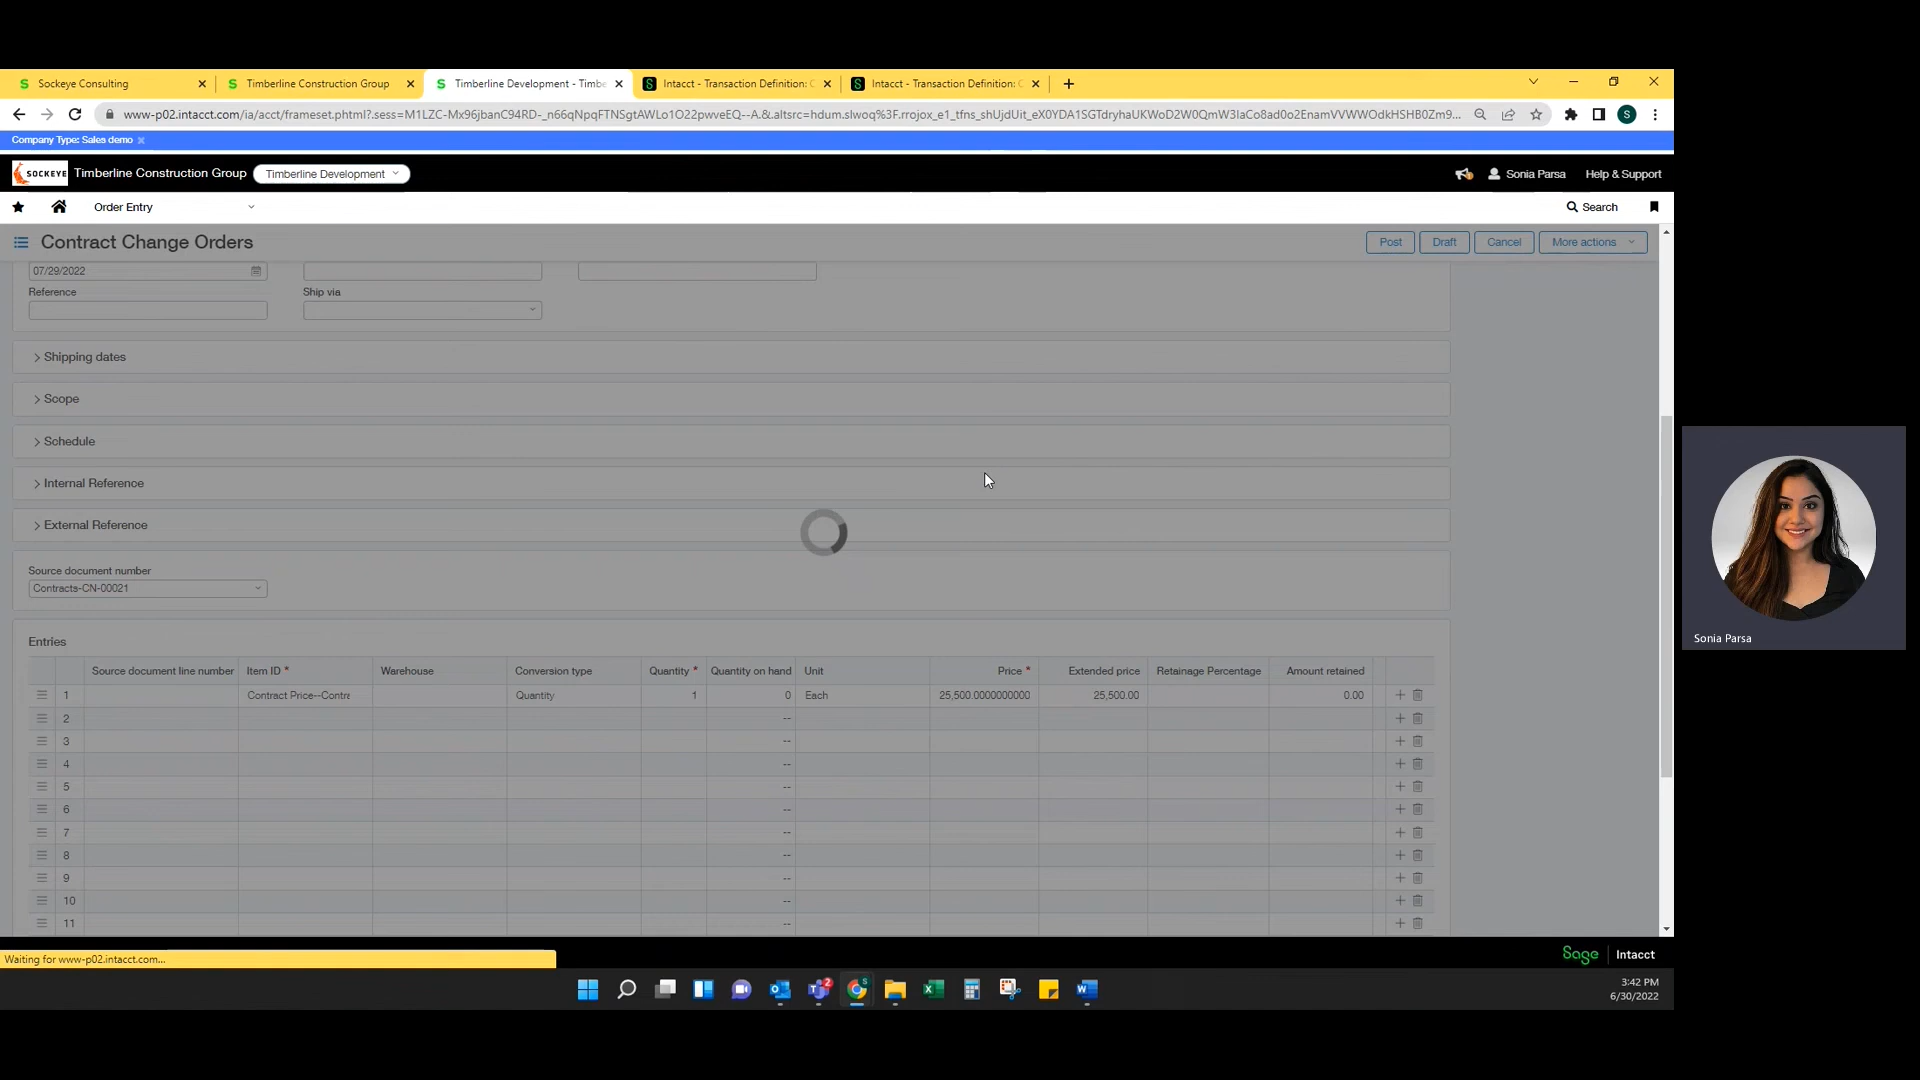 Sockeye Consulting
Timberline Construction Group
Timberline Development - Timbe
Intacct - Transaction Definition: C
Intacct - Transaction Definition: C
www-p02.intacct.com/ia/acct/frameset.phtml?.sess=M1LZC-Mx96jbanC94RD-_n66qNpqFTNSgtAWLo1O22pwveEQ--A.&.altsrc=hdum.slwoq%3F.rrojox_e1_tfns_shUjdUit_eX0YDA1SGTdryhaUKWoD2W0QmW3IaCo8ad0o2EnamVVWWOdkHSHB0Zm9...
S
Company Type: Sales demo
SOCKEYE
Timberline Construction Group
Timberline Development
Sonia Parsa
Help & Support
Order Entry
Search
Contract Change Orders
Post
Draft
Cancel
More actions
07/29/2022
Reference
Ship via
Shipping dates
Scope
Schedule
Internal Reference
External Reference
Source document number
Contracts-CN-00021
Entries
Source document line number Item ID * Warehouse Conversion type Quantity * Quantity on hand Unit Price * Extended price Retainage Percentage Amount retained
1 Contract Price--Contra Quantity 1 0 Each 25,500.0000000000 25,500.00 0.00
2 --
3 --
4 --
5 --
6 --
7 --
8 --
9 --
10 --
11 --
Waiting for www-p02.intacct.com...
Sage Intacct
2
3:42 PM
6/30/2022
Sonia Parsa